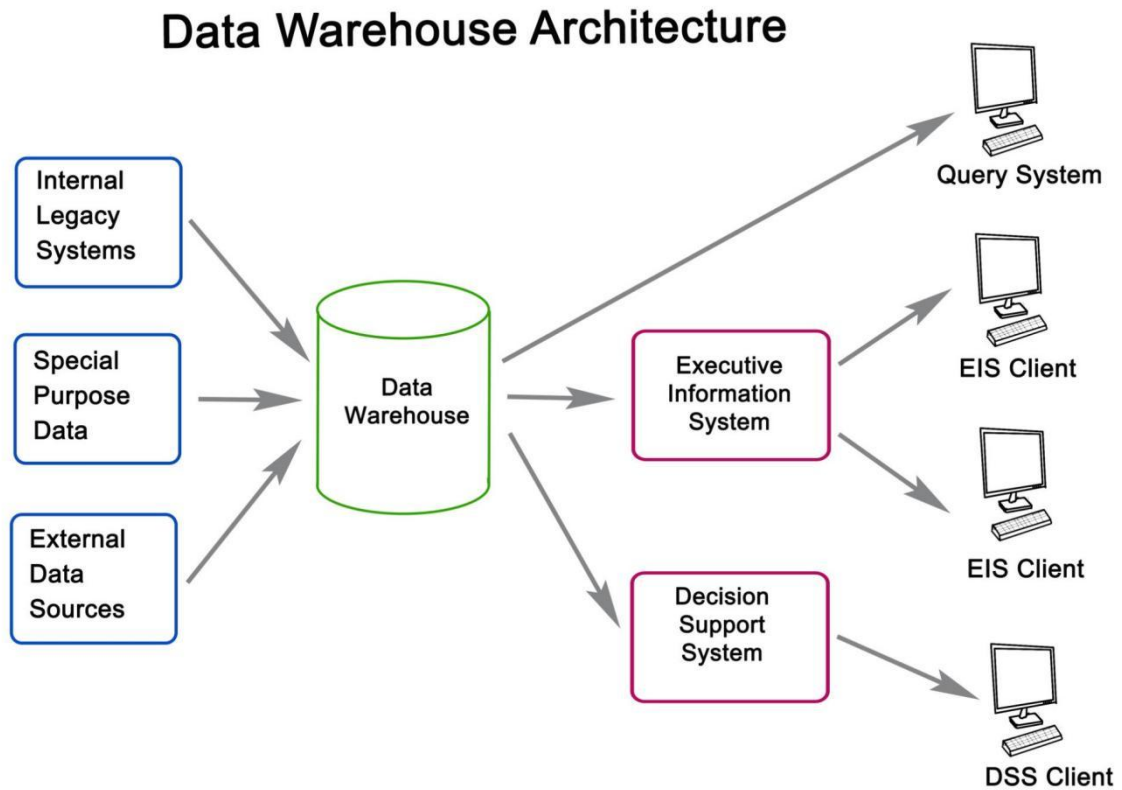 Data Warehouse Architecture
Internal
Legacy
Systems
Special
Purpose
Data
External
Data
Sources
Data
Warehouse
Executive
Information
System
Decision
Support
System
Query System
EIS Client
EIS Client
DSS Client